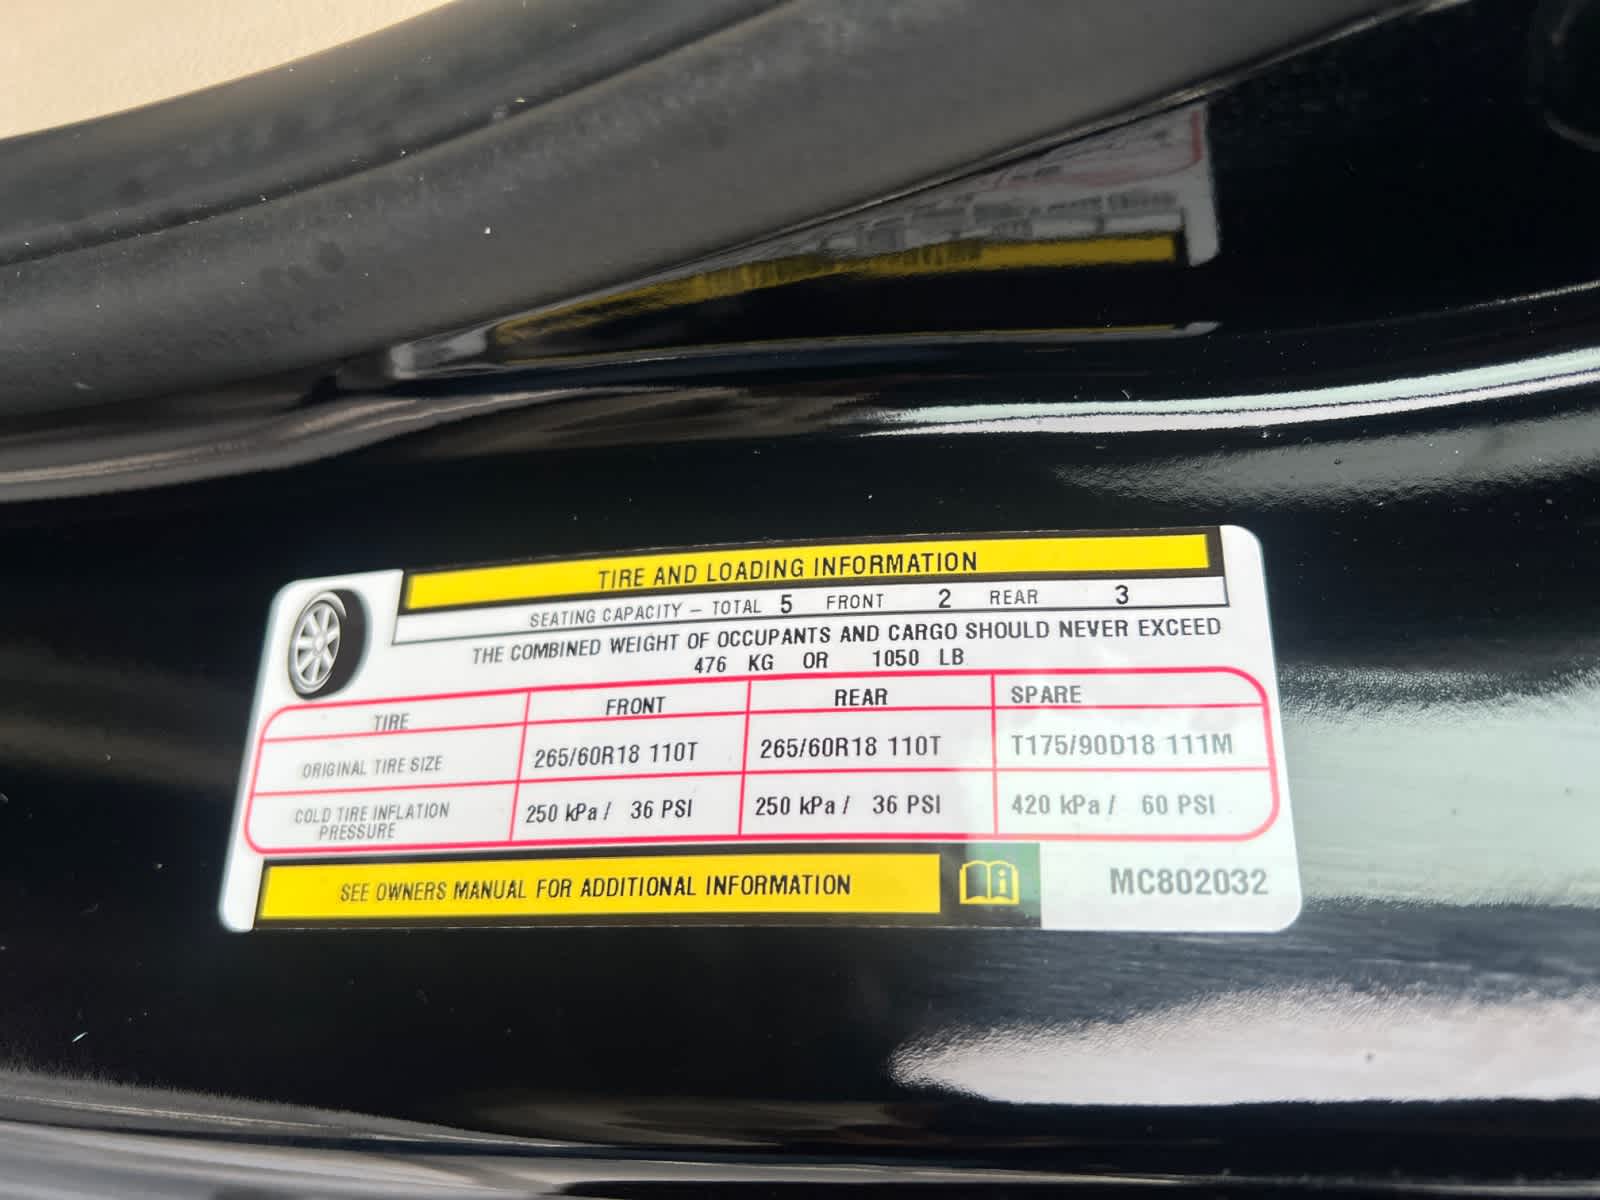 TIRE AND LOADING INFORMATION
SEATING CAPACITY – TOTAL 5 FRONT 2 REAR 3
THE COMBINED WEIGHT OF OCCUPANTS AND CARGO SHOULD NEVER EXCEED
476 KG OR 1050 LB
TIRE FRONT REAR SPARE
ORIGINAL TIRE SIZE 265/60R18 110T 265/60R18 110T T175/90D18 111M
COLD TIRE INFLATION PRESSURE 250 kPa / 36 PSI 250 kPa / 36 PSI 420 kPa / 60 PSI
SEE OWNERS MANUAL FOR ADDITIONAL INFORMATION
MC802032